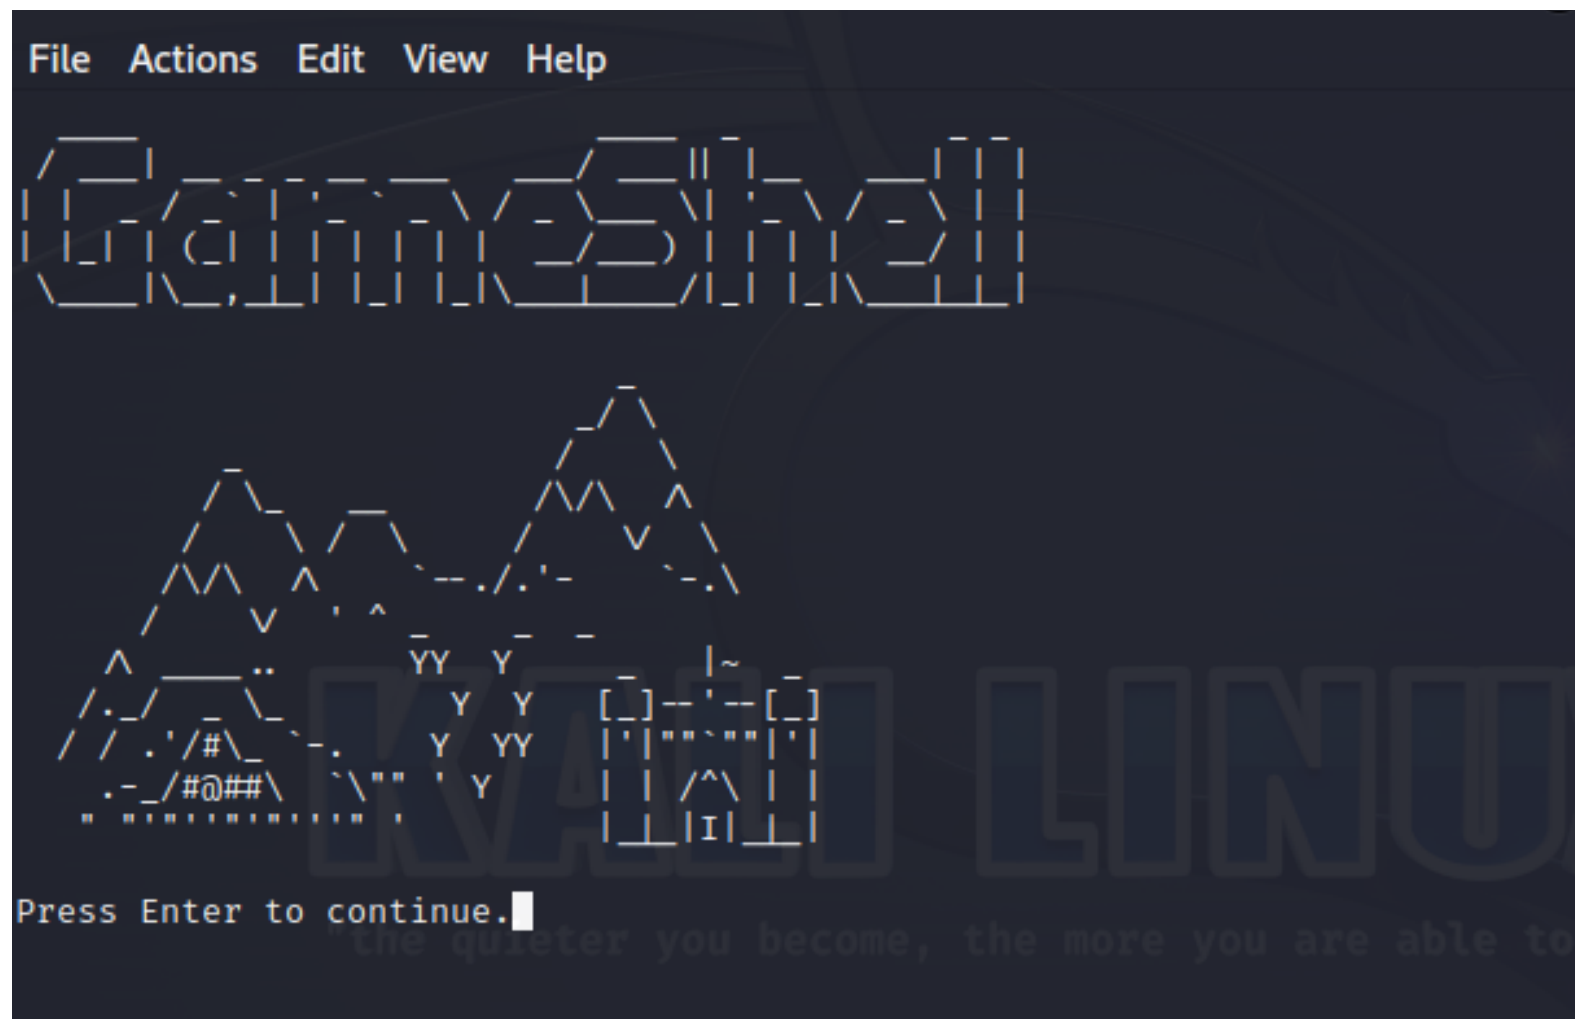 File Actions Edit View Help
GameShell
KALI LINU
Press Enter to continue.
"the quieter you become, the more you are able to